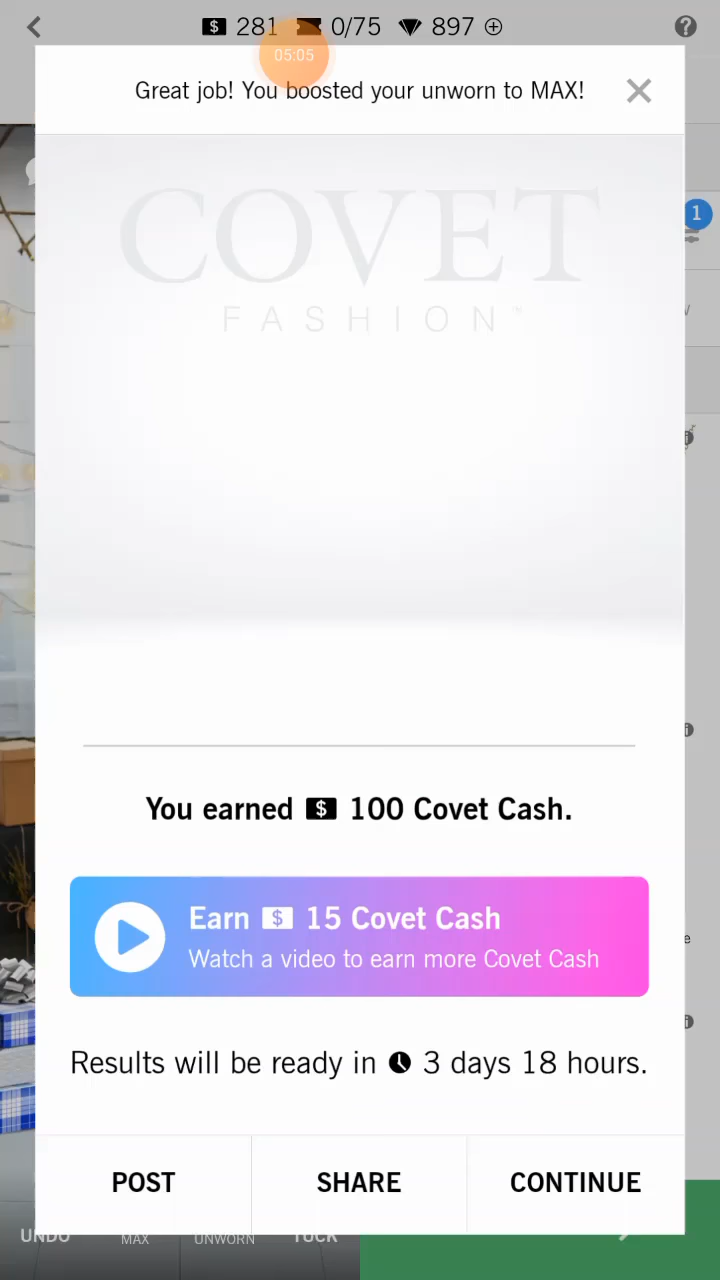 281 0/75 897
05:05
Great job! You boosted your unworn to MAX!
1
COVET
FASHION™
You earned $ 100 Covet Cash.
Earn $ 15 Covet Cash
Watch a video to earn more Covet Cash
Results will be ready in 3 days 18 hours.
POST SHARE CONTINUE
UNDO MAX UNWORN TUCK